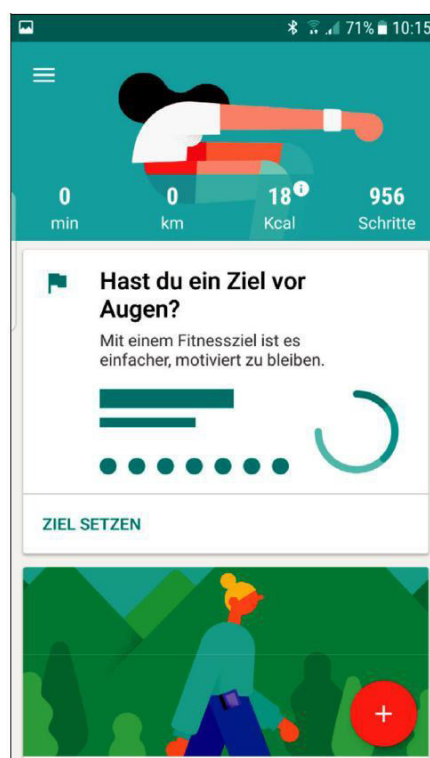 71% 10:15
0 0 18 956
min km Kcal Schritte
Hast du ein Ziel vor
Augen?
Mit einem Fitnessziel ist es
einfacher, motiviert zu bleiben.
ZIEL SETZEN
+